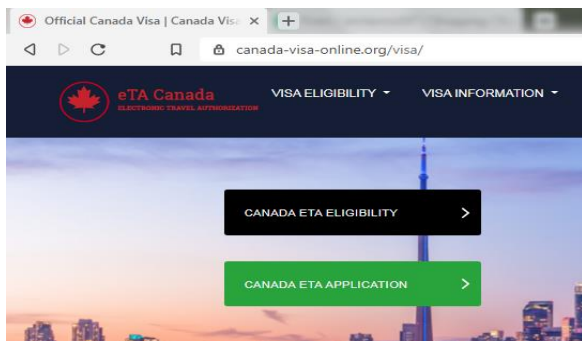 Official Canada Visa | Canada Vis
canada-visa-online.org/visa/
eTA Canada
ELECTRONIC TRAVEL AUTHORIZATION
VISA ELIGIBILITY
VISA INFORMATION
CANADA ETA ELIGIBILITY
CANADA ETA APPLICATION